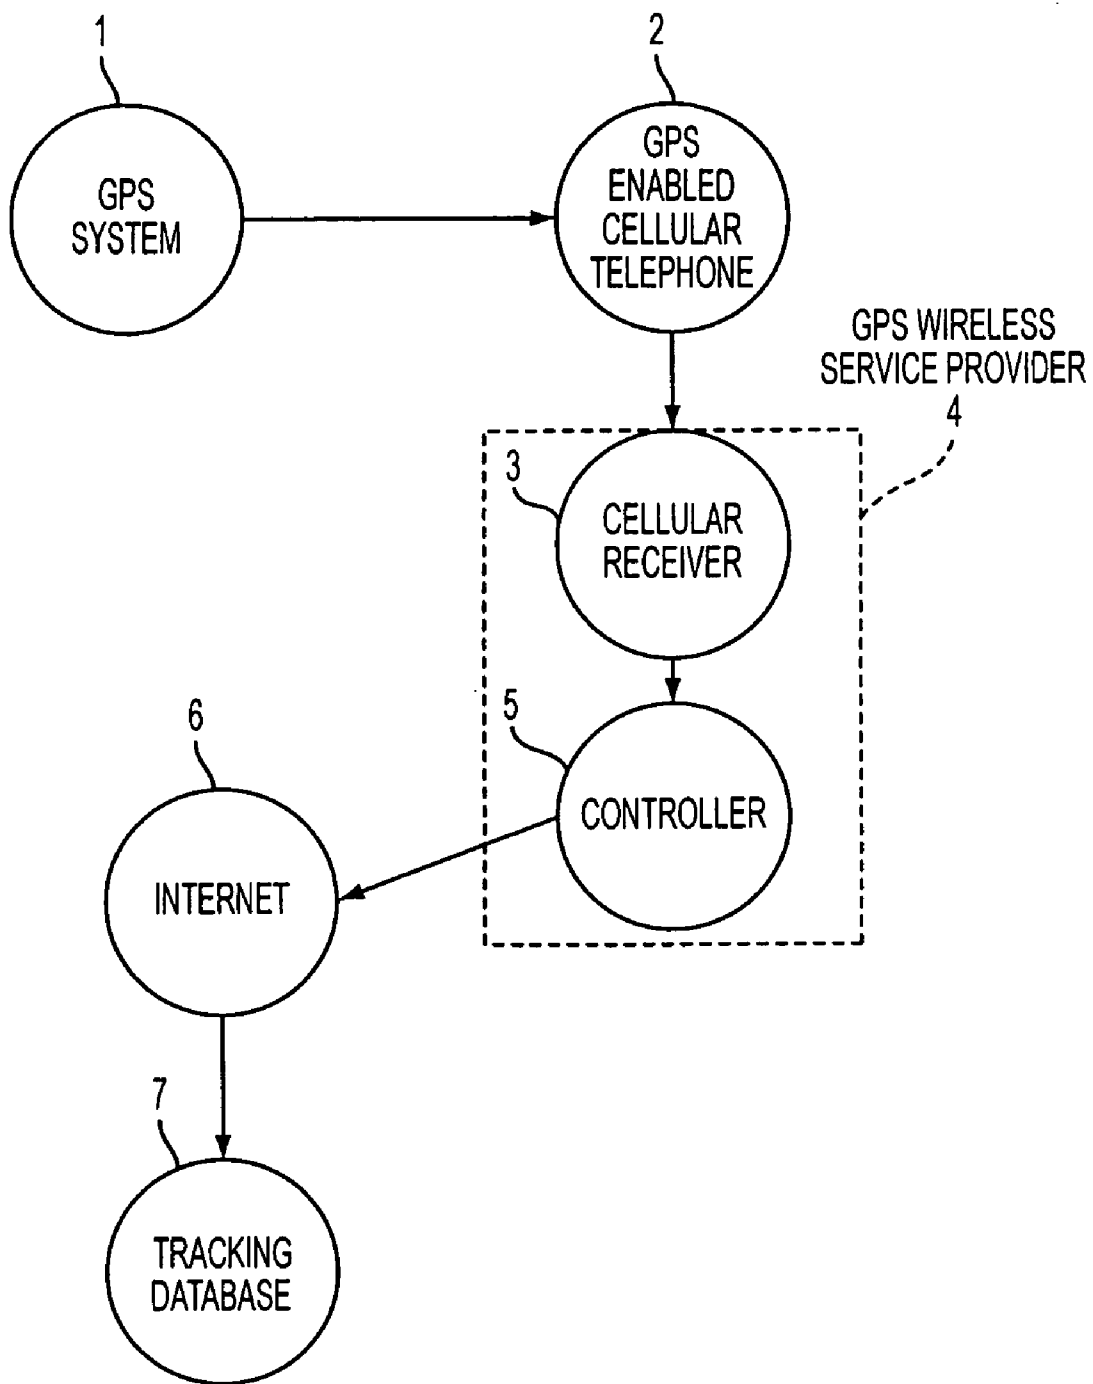 1
2
GPS
SYSTEM
GPS
ENABLED
CELLULAR
TELEPHONE
GPS WIRELESS
SERVICE PROVIDER
4
3
CELLULAR
RECEIVER
5
CONTROLLER
6
INTERNET
7
TRACKING
DATABASE